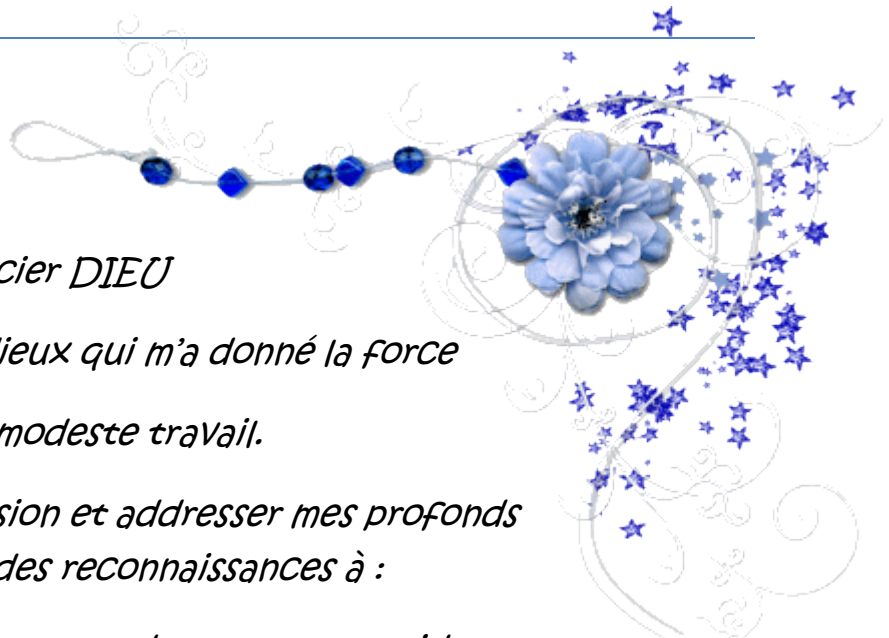 cier DIEU
lieux qui m'a donné la force
modeste travail.
sion et addresser mes profonds
des reconnaissances à :